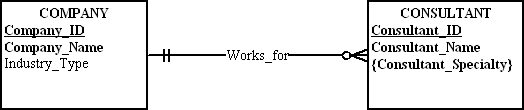 COMPANY
Company_ID
Company_Name
Industry_Type
Works_for
CONSULTANT
Consultant_ID
Consultant_Name
{Consultant_Specialty}